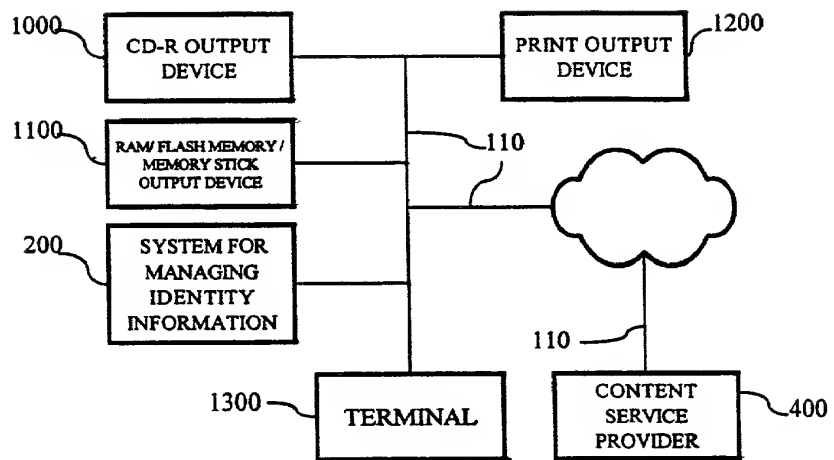 1000
CD-R OUTPUT
DEVICE
PRINT OUTPUT
DEVICE
1200
1100
RAM/ FLASH MEMORY /
MEMORY STICK
OUTPUT DEVICE
110
110
200
SYSTEM FOR
MANAGING
IDENTITY
INFORMATION
110
1300
TERMINAL
CONTENT
SERVICE
PROVIDER
400